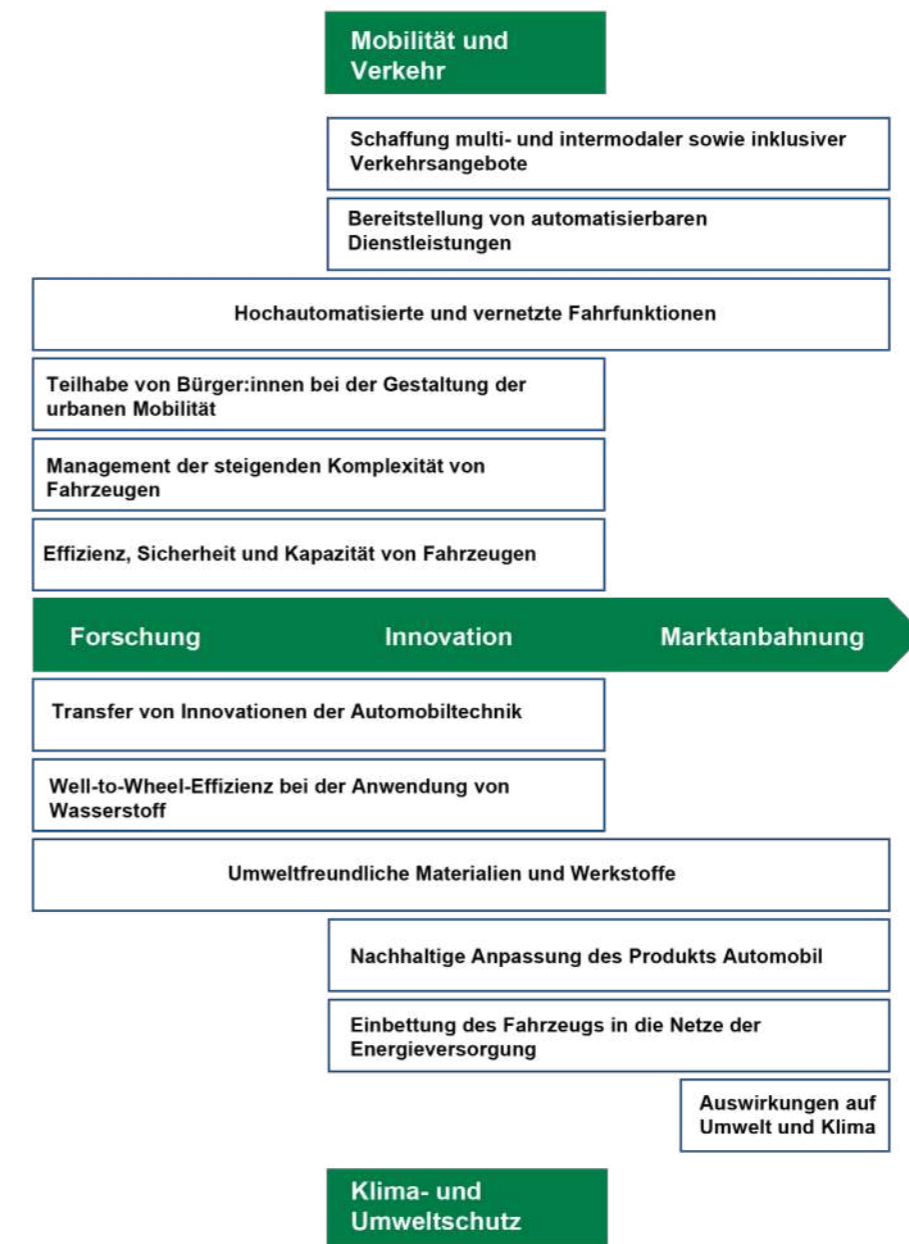 Mobilität und
Verkehr
Schaffung multi- und intermodaler sowie inklusiver
Verkehrsangebote
Bereitstellung von automatisierbaren
Dienstleistungen
Hochautomatisierte und vernetzte Fahrfunktionen
Teilhabe von Bürger:innen bei der Gestaltung der
urbanen Mobilität
Management der steigenden Komplexität von
Fahrzeugen
Effizienz, Sicherheit und Kapazität von Fahrzeugen
Forschung Innovation Marktanbahnung
Transfer von Innovationen der Automobiltechnik
Well-to-Wheel-Effizienz bei der Anwendung von
Wasserstoff
Umweltfreundliche Materialien und Werkstoffe
Nachhaltige Anpassung des Produkts Automobil
Einbettung des Fahrzeugs in die Netze der
Energieversorgung
Auswirkungen auf
Umwelt und Klima
Klima- und
Umweltschutz